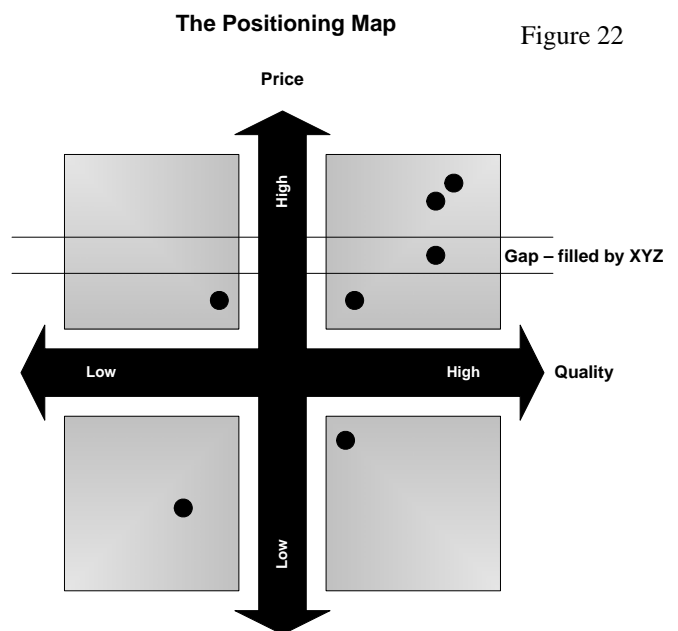 The Positioning Map
Figure 22
Price
High
Gap – filled by XYZ
Low
High
Quality
Low